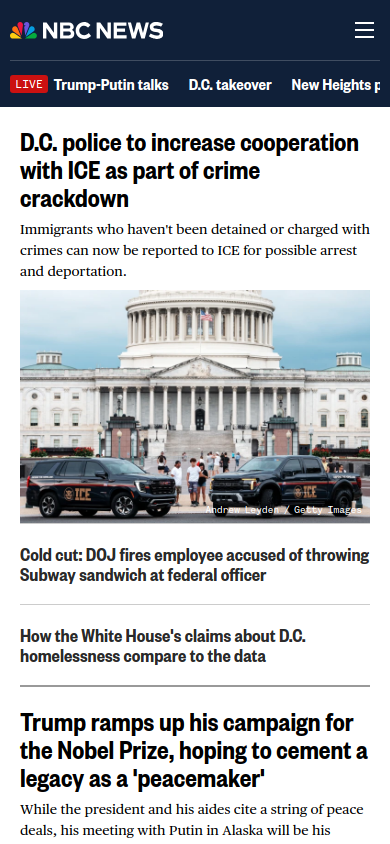 NBC NEWS
LIVE Trump-Putin talks D.C. takeover New Heights p
D.C. police to increase cooperation
with ICE as part of crime
crackdown
Immigrants who haven't been detained or charged with
crimes can now be reported to ICE for possible arrest
and deportation.
ICE
ICE
Andrew Leyden / Getty Images
Cold cut: DOJ fires employee accused of throwing
Subway sandwich at federal officer
How the White House's claims about D.C.
homelessness compare to the data
Trump ramps up his campaign for
the Nobel Prize, hoping to cement a
legacy as a 'peacemaker'
While the president and his aides cite a string of peace
deals, his meeting with Putin in Alaska will be his